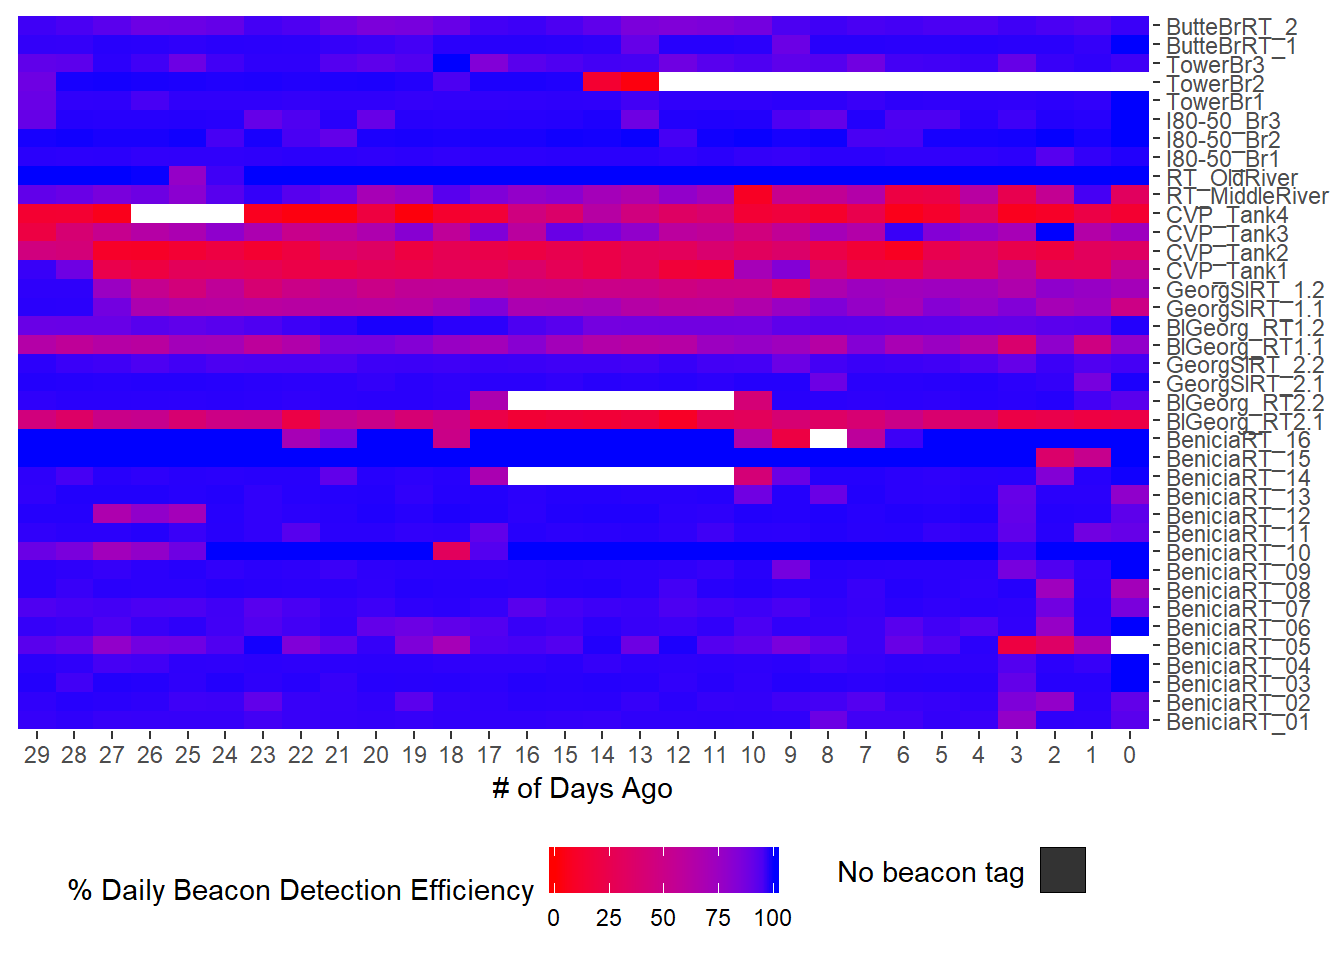 ButteBrRT_2
ButteBrRT_1
TowerBr3
TowerBr2
TowerBr1
I80-50_Br3
I80-50_Br2
I80-50_Br1
RT_OldRiver
RT_MiddleRiver
CVP_Tank4
CVP_Tank3
CVP_Tank2
CVP_Tank1
GeorgSlRT_1.2
GeorgSlRT_1.1
BlGeorg_RT1.2
BlGeorg_RT1.1
GeorgSlRT_2.2
GeorgSlRT_2.1
BlGeorg_RT2.2
BlGeorg_RT2.1
BeniciaRT_16
BeniciaRT_15
BeniciaRT_14
BeniciaRT_13
BeniciaRT_12
BeniciaRT_11
BeniciaRT_10
BeniciaRT_09
BeniciaRT_08
BeniciaRT_07
BeniciaRT_06
BeniciaRT_05
BeniciaRT_04
BeniciaRT_03
BeniciaRT_02
BeniciaRT_01
29 28 27 26 25 24 23 22 21 20 19 18 17 16 15 14 13 12 11 10 9 8 7 6 5 4 3 2 1 0
# of Days Ago
% Daily Beacon Detection Efficiency
0 25 50 75 100
No beacon tag